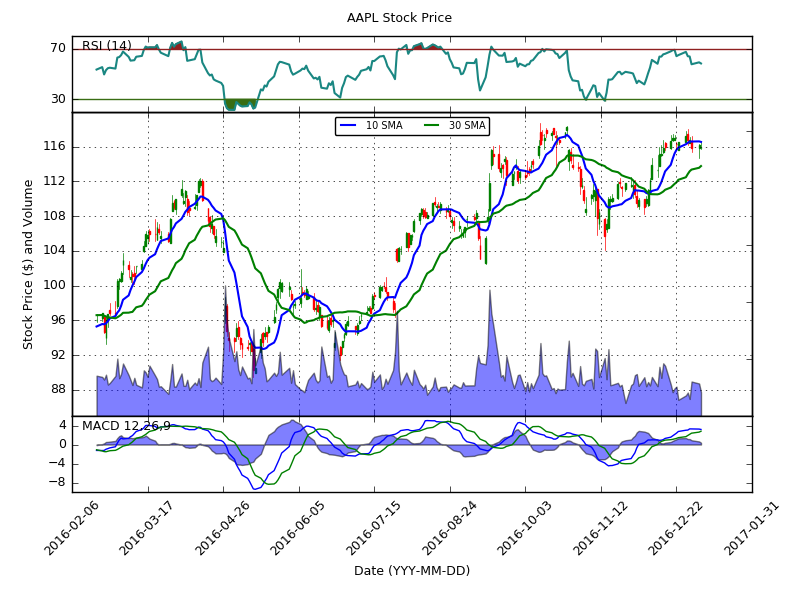 AAPL Stock Price
RSI (14)
70
30
10 SMA 30 SMA
116
112
108
104
100
96
92
88
Stock Price ($) and Volume
MACD 12,26,9
4
0
−4
−8
2016-02-06 2016-03-17 2016-04-26 2016-06-05 2016-07-15 2016-08-24 2016-10-03 2016-11-12 2016-12-22 2017-01-31
Date (YYY-MM-DD)